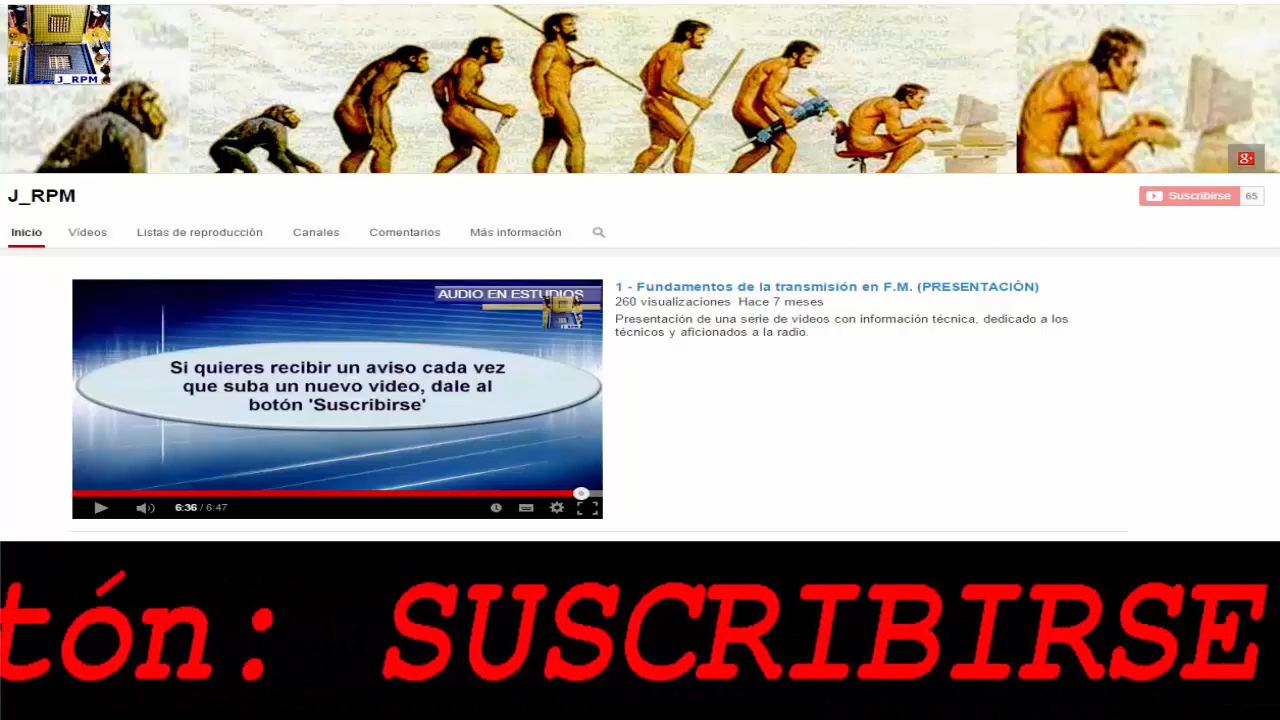 J_RPM
g+
J_RPM
Suscribirse 65
Inicio Vídeos Listas de reproducción Canales Comentarios Más información
AUDIO EN ESTUDIOS
Si quieres recibir un aviso cada vez
que suba un nuevo video, dale al
botón 'Suscribirse'
6:36 / 6:47
1 - Fundamentos de la transmisión en F.M. (PRESENTACIÓN)
260 visualizaciones Hace 7 meses
Presentación de una serie de videos con información técnica, dedicado a los
técnicos y aficionados a la radio.
tón: SUSCRIBIRSE